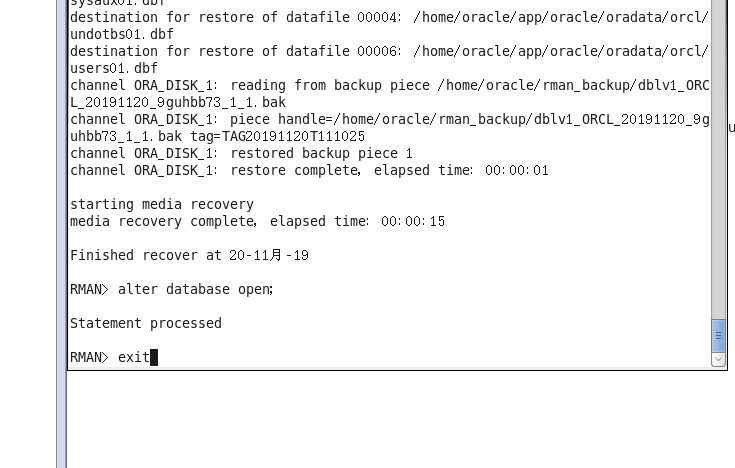 sysaux01.dbf
destination for restore of datafile 00004: /home/oracle/app/oracle/oradata/orcl/
undotbs01.dbf
destination for restore of datafile 00006: /home/oracle/app/oracle/oradata/orcl/
users01.dbf
channel ORA_DISK_1: reading from backup piece /home/oracle/rman_backup/dblv1_ORC
L_20191120_9guhbb73_1_1.bak
channel ORA_DISK_1: piece handle=/home/oracle/rman_backup/dblv1_ORCL_20191120_9g
uhbb73_1_1.bak tag=TAG20191120T111025
channel ORA_DISK_1: restored backup piece 1
channel ORA_DISK_1: restore complete, elapsed time: 00:00:01
starting media recovery
media recovery complete, elapsed time: 00:00:15
Finished recover at 20-11月-19
RMAN> alter database open;
Statement processed
RMAN> exit
u